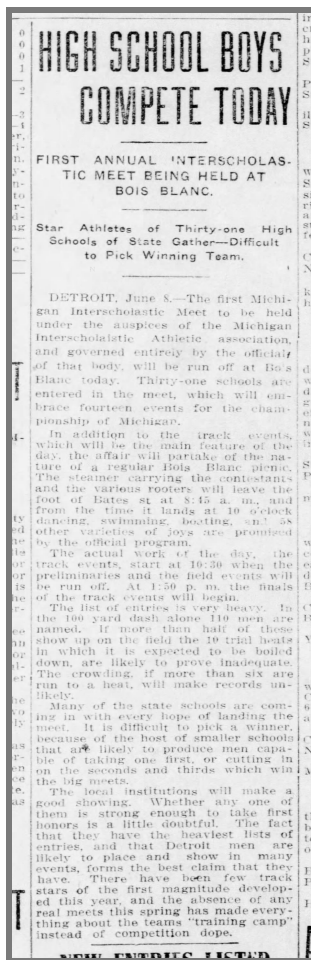 HIGH SCHOOL BOYS
COMPETE TODAY
FIRST ANNUAL INTERSCHOLAS-
TIC MEET BEING HELD AT
BOIS BLANC.
Star Athletes of Thirty-one High
Schools of State Gather—Difficult
to Pick Winning Team.
DETROIT, June 8.—The first Michi-
gan Interscholastic Meet to be held
under the auspices of the Michigan
Interscholalstic Athletic association,
and governed entirely by the officials
of that body, will be run off at Bois
Blanc today. Thirty-one schools are
entered in the meet, which will em-
brace fourteen events for the cham-
pionship of Michigan.
In addition to the track events,
which will be the main feature of the
day, the affair will partake of the na-
ture of a regular Bois Blanc picnic.
The steamer carrying the contestants
and the various rooters will leave the
foot of Bates st at 8:45 a. m., and
from the time it lands at 10 o'clock
dancing, swimming, boating, and 58
other varieties of joys are promised
by the official program.
The actual work of the day, the
track events, start at 10:30 when the
preliminaries and the field events will
be run off. At 1:50 p. m. the finals
of the track events will begin.
The list of entries is very heavy. In
the 100 yard dash alone 110 men are
named. If more than half of these
show up on the field the 10 trial heats
in which it is expected to be boiled
down, are likely to prove inadequate.
The crowding, if more than six are
run to a heat, will make records un-
likely.
Many of the state schools are com-
ing in with every hope of landing the
meet. It is difficult to pick a winner,
because of the host of smaller schools
that are likely to produce men capa-
ble of taking one first, or cutting in
on the seconds and thirds which win
the big meets.
The local institutions will make a
good showing. Whether any one of
them is strong enough to take first
honors is a little doubtful. The fact
that they have the heaviest lists of
entries, and that Detroit men are
likely to place and show in many
events, forms the best claim that they
have. There have been few track
stars of the first magnitude develop-
ed this year, and the absence of any
real meets this spring has made every-
thing about the teams "training camp"
instead of competition dope.
NEW ENTRIES LISTED